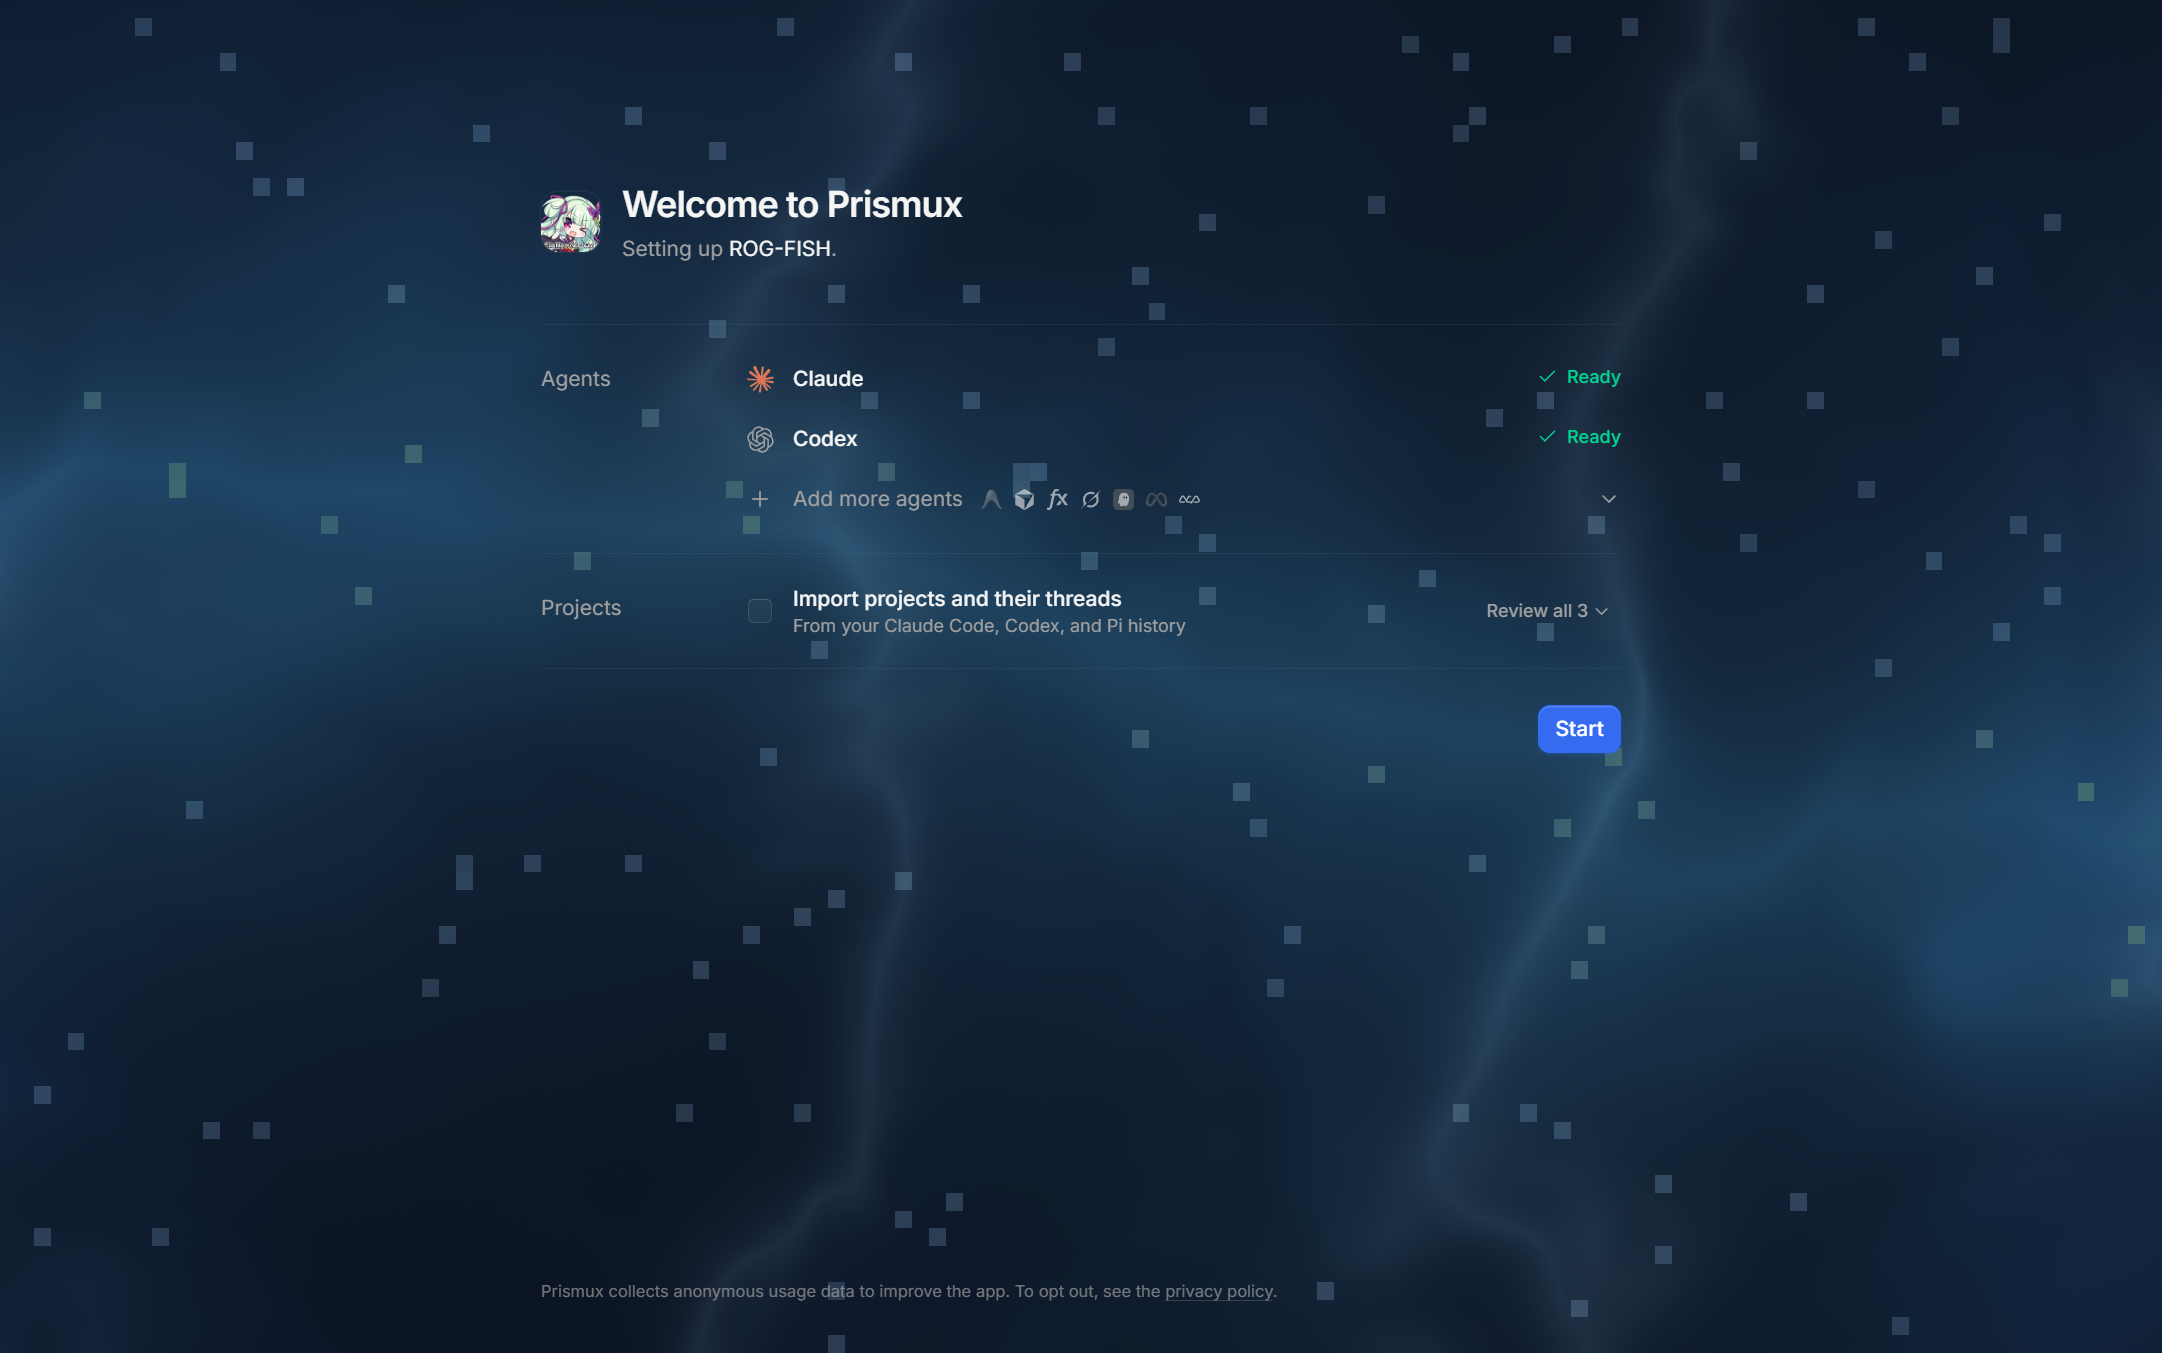 Welcome to Prismux
Setting up ROG-FISH.
Agents
Claude
Ready
Codex
Ready
Add more agents
Projects
Import projects and their threads
From your Claude Code, Codex, and Pi history
Review all 3
Start
Prismux collects anonymous usage data to improve the app. To opt out, see the privacy policy.